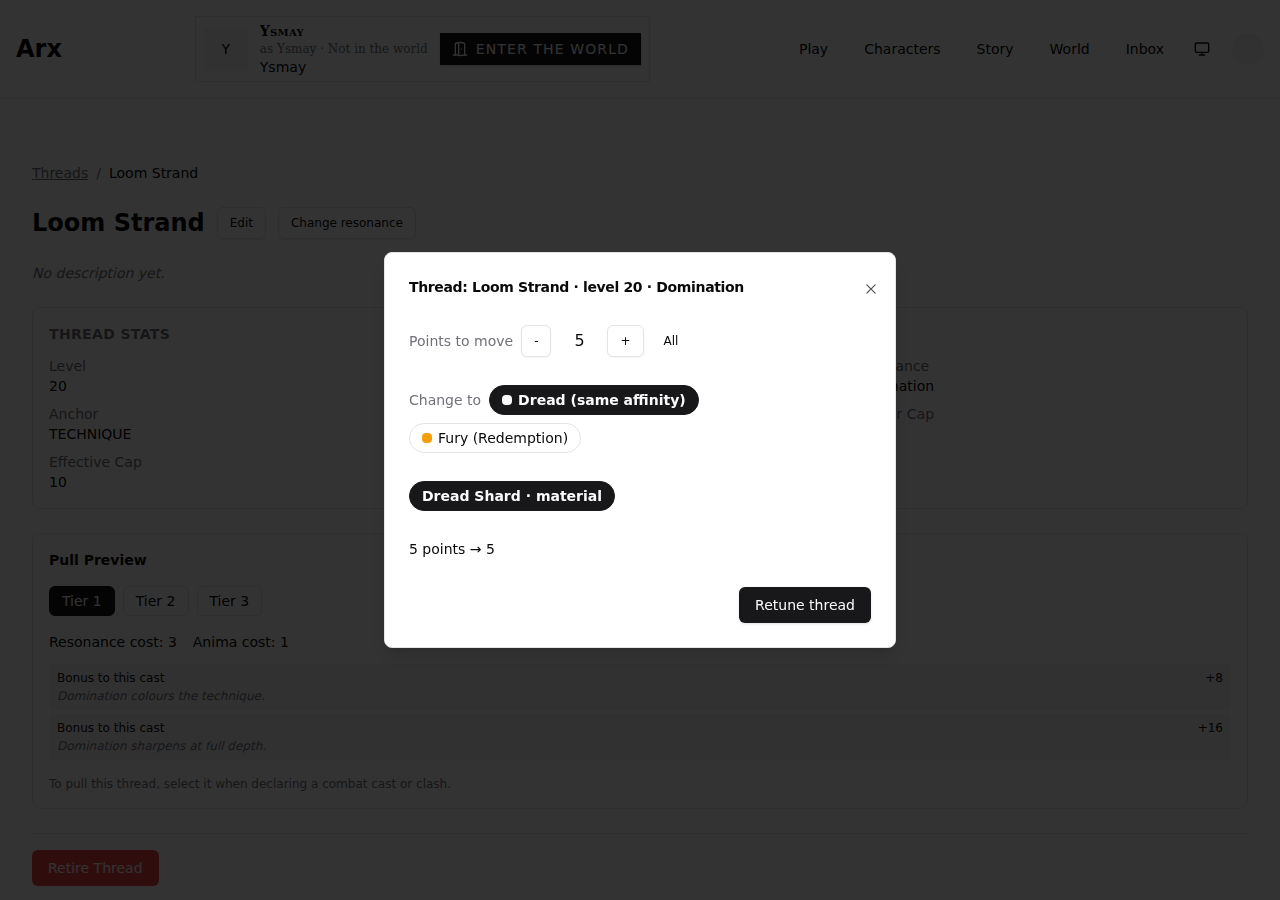 Arx
Y
Ysmay
as Ysmay · Not in the world
Ysmay
ENTER THE WORLD
Play
Characters
Story
World
Inbox
Threads / Loom Strand
Loom Strand
Edit
Change resonance
No description yet.
THREAD STATS
Level
20
Anchor
TECHNIQUE
Effective Cap
10
Thread: Loom Strand · level 20 · Domination
Points to move - 5 + All
Change to Dread (same affinity)
Fury (Redemption)
Dread Shard · material
5 points → 5
Retune thread
Pull Preview
Tier 1 Tier 2 Tier 3
Resonance cost: 3 Anima cost: 1
Bonus to this cast +8
Domination colours the technique.
Bonus to this cast +16
Domination sharpens at full depth.
To pull this thread, select it when declaring a combat cast or clash.
Retire Thread